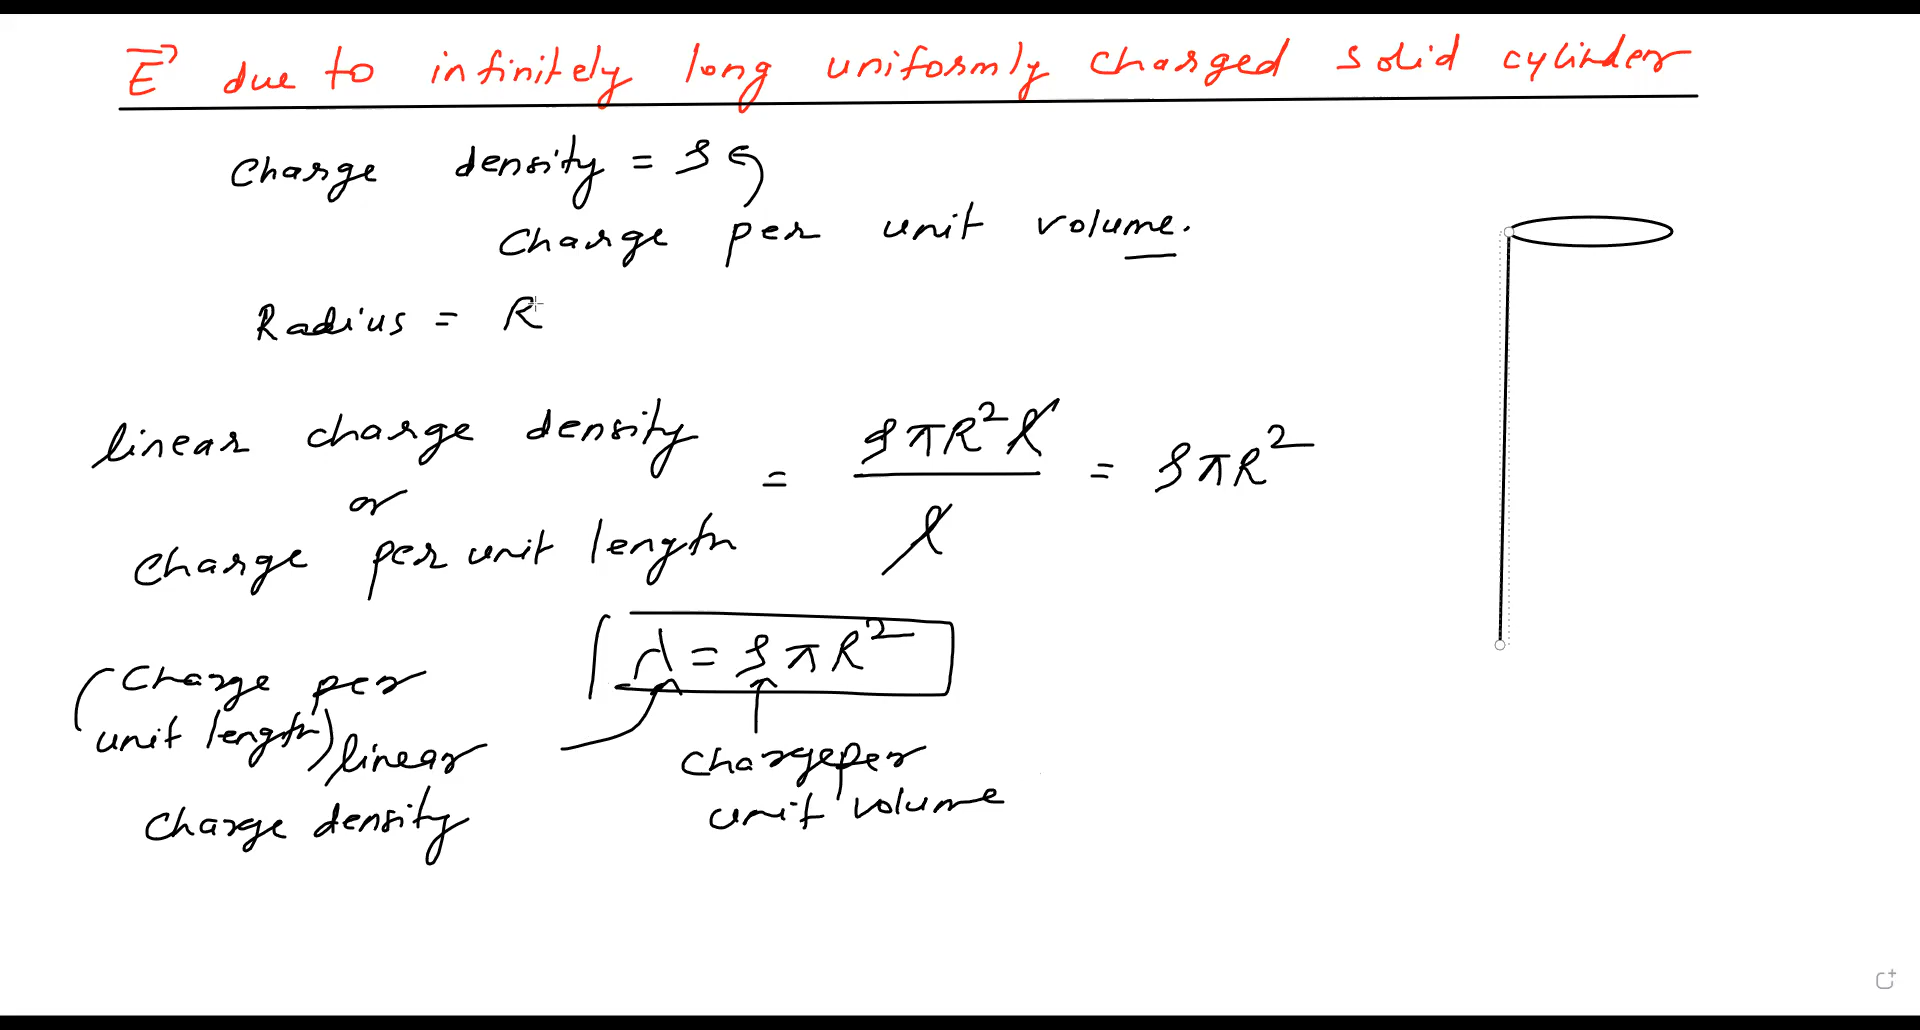 E⃗ due to infinitely long uniformly charged solid cylinder
Charge density = ρ
Charge per unit volume.
Radius = R
linear charge density
or
Charge per unit length
= ρπR²l / l = ρπR²
λ = ρπR²
(Charge per unit length) linear charge density
Charge per unit volume